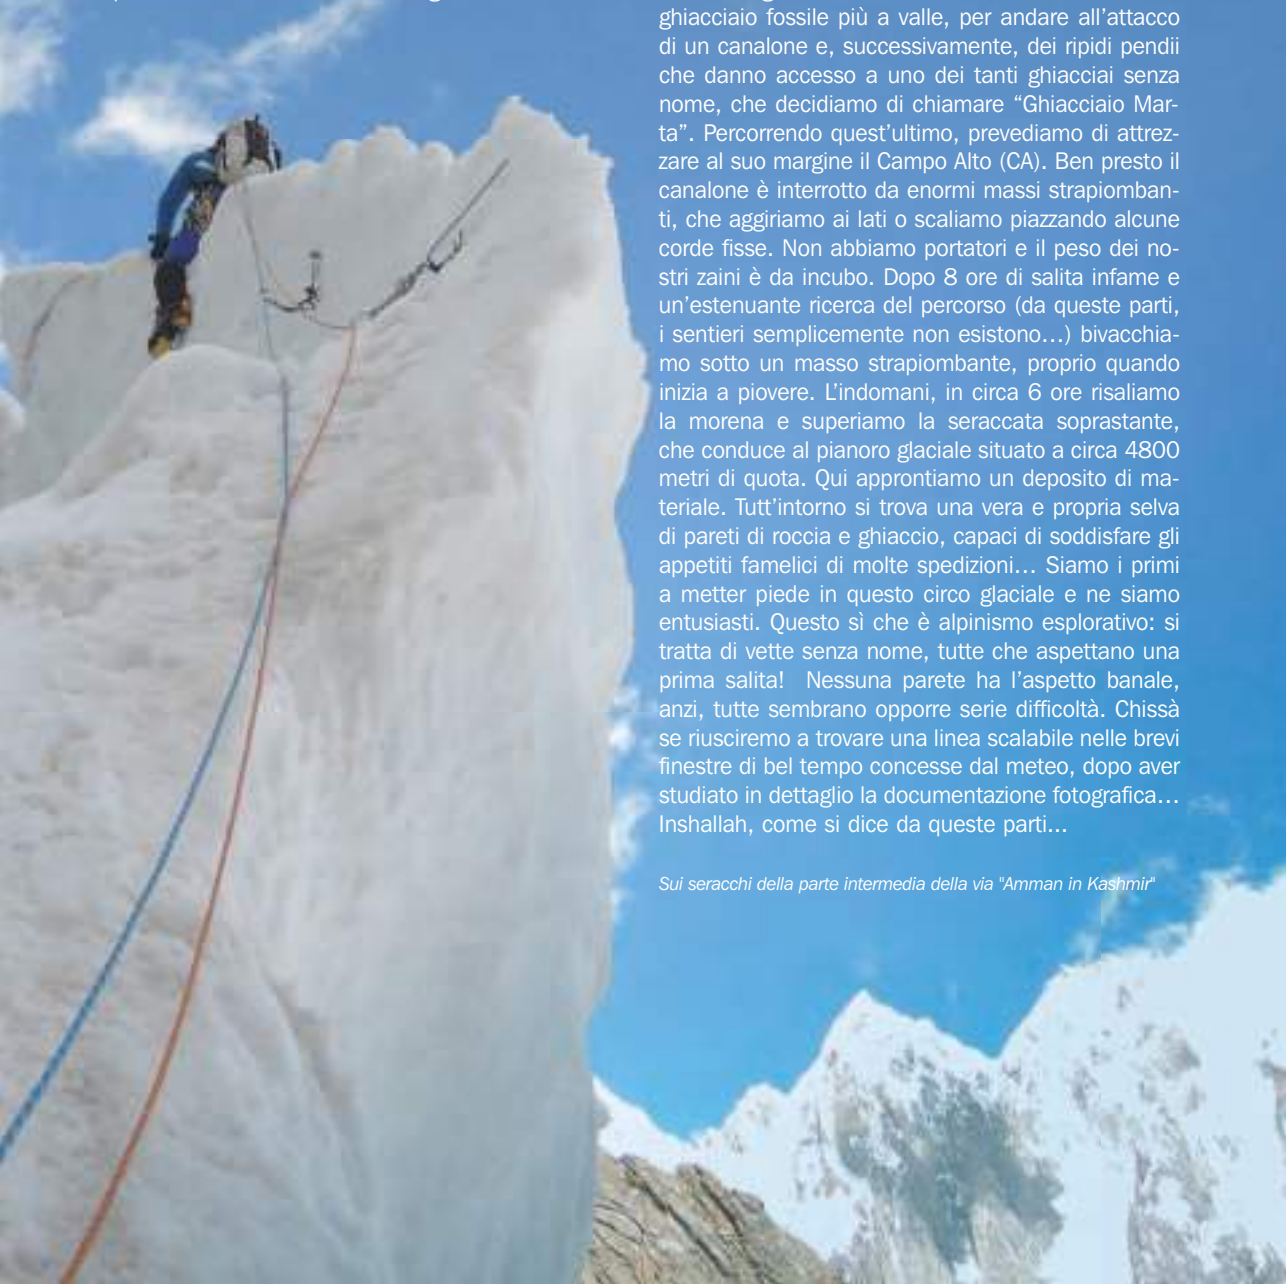 ghiacciaio fossile più a valle, per andare all'attacco
di un canalone e, successivamente, dei ripidi pendii
che danno accesso a uno dei tanti ghiacciai senza
nome, che decidiamo di chiamare “Ghiacciaio Mar-
ta”. Percorrendo quest'ultimo, prevediamo di attrez-
zare al suo margine il Campo Alto (CA). Ben presto il
canalone è interrotto da enormi massi strapiomban-
ti, che aggiriamo ai lati o scaliamo piazzando alcune
corde fisse. Non abbiamo portatori e il peso dei no-
stri zaini è da incubo. Dopo 8 ore di salita infame e
un'estenuante ricerca del percorso (da queste parti,
i sentieri semplicemente non esistono…) bivacchia-
mo sotto un masso strapiombante, proprio quando
inizia a piovere. L'indomani, in circa 6 ore risaliamo
la morena e superiamo la seraccata soprastante,
che conduce al pianoro glaciale situato a circa 4800
metri di quota. Qui approntiamo un deposito di ma-
teriale. Tutt'intorno si trova una vera e propria selva
di pareti di roccia e ghiaccio, capaci di soddisfare gli
appetiti famelici di molte spedizioni… Siamo i primi
a metter piede in questo circo glaciale e ne siamo
entusiasti. Questo sì che è alpinismo esplorativo: si
tratta di vette senza nome, tutte che aspettano una
prima salita! Nessuna parete ha l'aspetto banale,
anzi, tutte sembrano opporre serie difficoltà. Chissà
se riusciremo a trovare una linea scalabile nelle brevi
finestre di bel tempo concesse dal meteo, dopo aver
studiato in dettaglio la documentazione fotografica…
Inshallah, come si dice da queste parti...
Sui seracchi della parte intermedia della via "Amman in Kashmir"